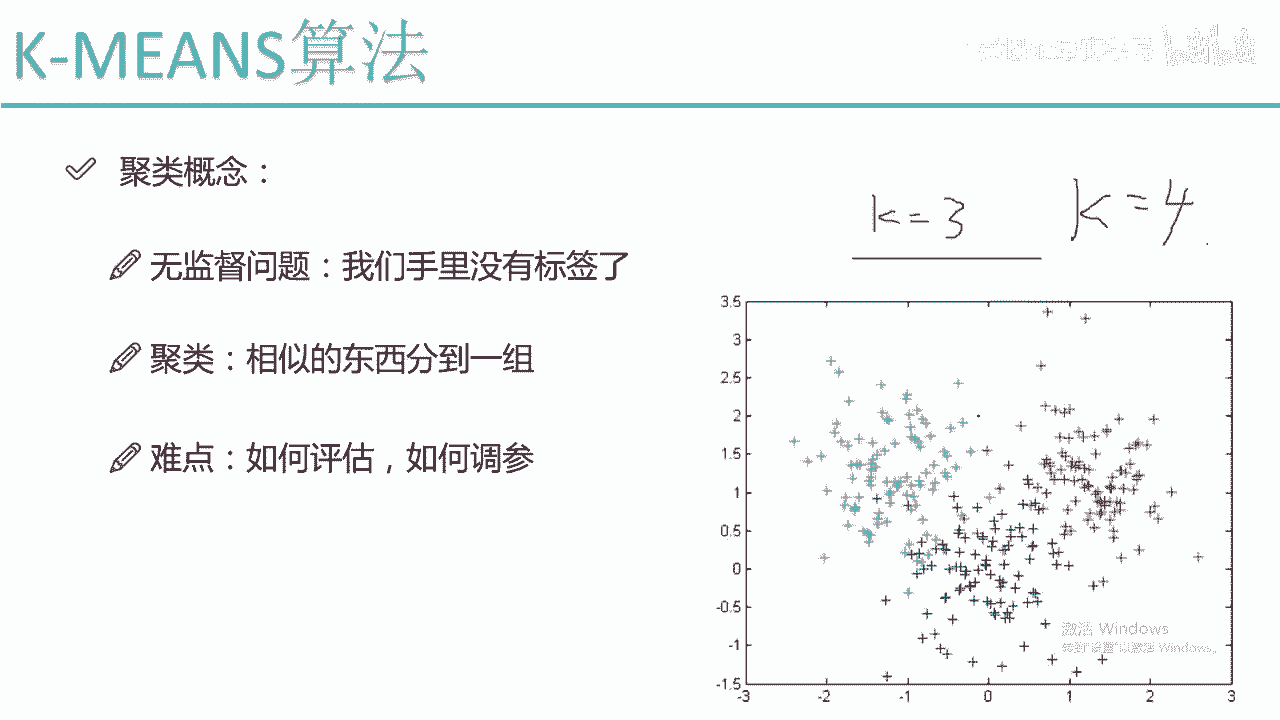 K-MEANS算法
聚类概念：
无监督问题：我们手里没有标签了
聚类：相似的东西分到一组
难点：如何评估，如何调参
k=3
K=4
3.5
3
2.5
2
1.5
1
0.5
0
-0.5
-1
-1.5
-3
-2
-1
0
1
2
3
激活 Windows
转到"设置"以激活 Windows。